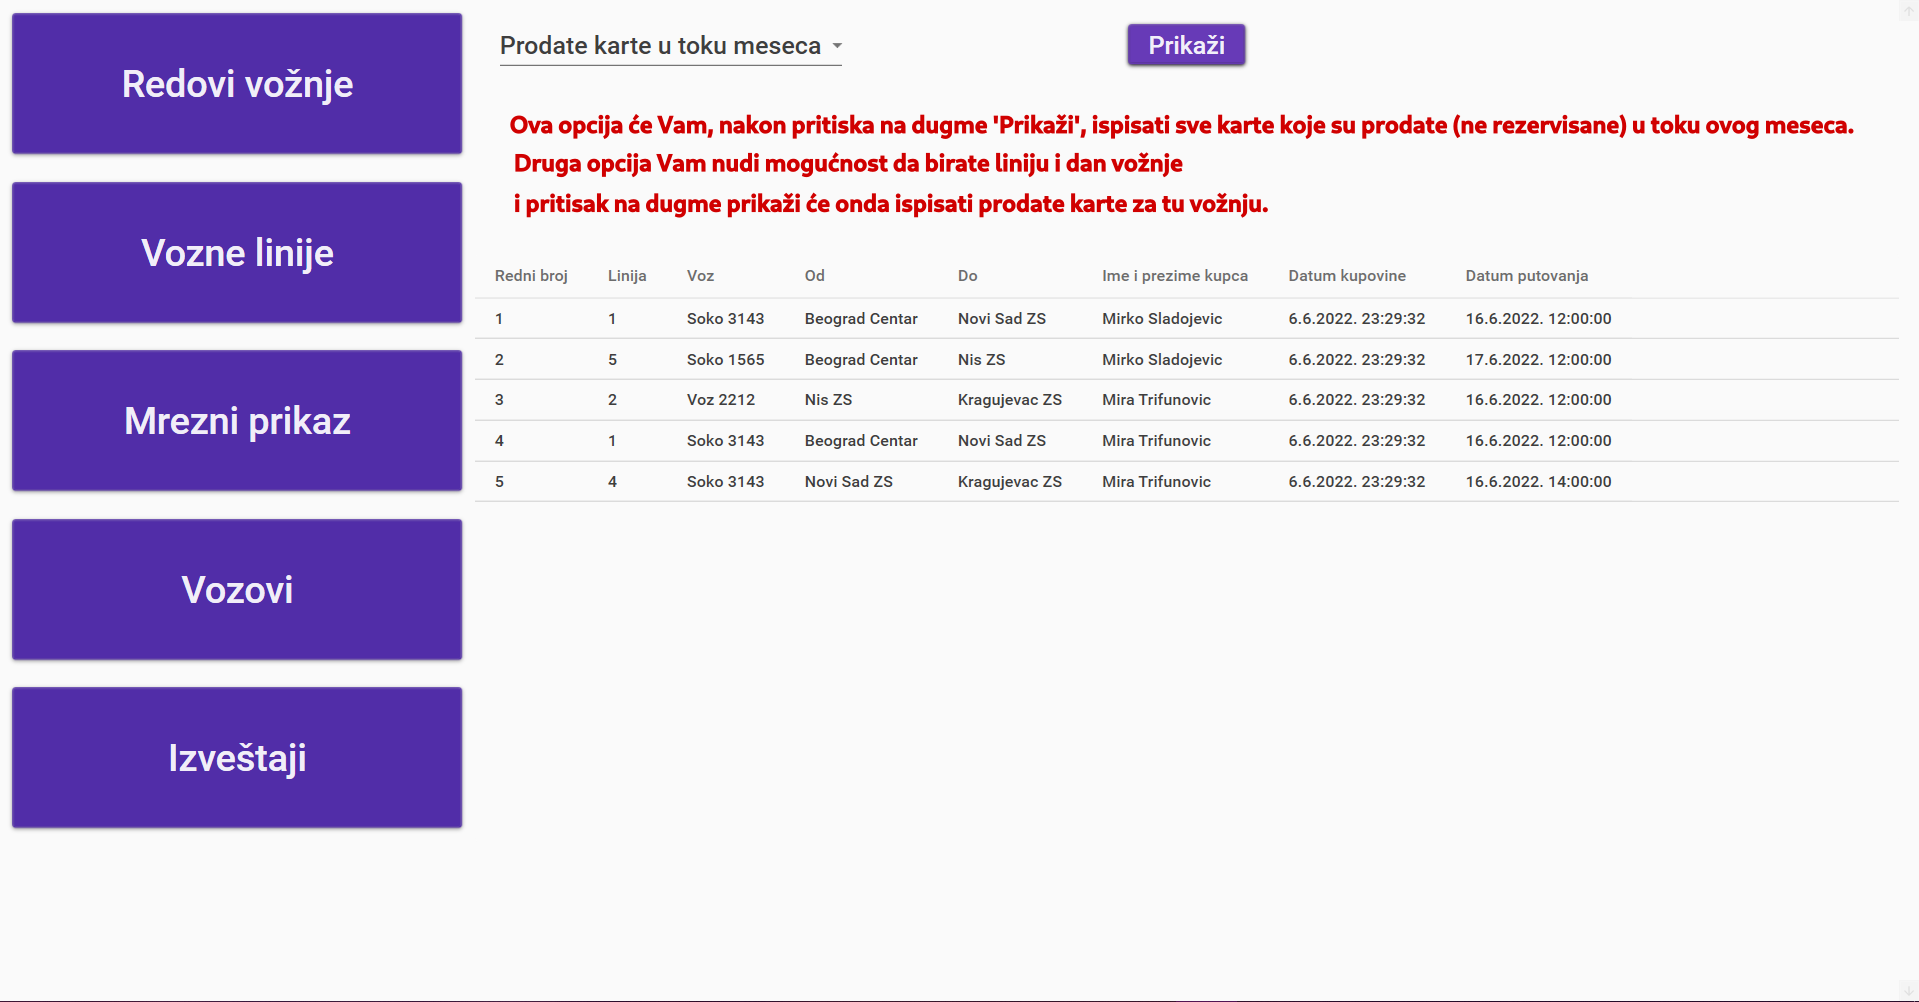 Redovi vožnje
Vozne linije
Mrezni prikaz
Vozovi
Izveštaji
Prodate karte u toku meseca
Prikaži
Ova opcija će Vam, nakon pritiska na dugme 'Prikaži', ispisati sve karte koje su prodate (ne rezervisane) u toku ovog meseca.
Druga opcija Vam nudi mogućnost da birate liniju i dan vožnje
i pritisak na dugme prikaži će onda ispisati prodate karte za tu vožnju.
Redni broj Linija Voz Od Do Ime i prezime kupca Datum kupovine Datum putovanja
1 1 Soko 3143 Beograd Centar Novi Sad ZS Mirko Sladojevic 6.6.2022. 23:29:32 16.6.2022. 12:00:00
2 5 Soko 1565 Beograd Centar Nis ZS Mirko Sladojevic 6.6.2022. 23:29:32 17.6.2022. 12:00:00
3 2 Voz 2212 Nis ZS Kragujevac ZS Mira Trifunovic 6.6.2022. 23:29:32 16.6.2022. 12:00:00
4 1 Soko 3143 Beograd Centar Novi Sad ZS Mira Trifunovic 6.6.2022. 23:29:32 16.6.2022. 12:00:00
5 4 Soko 3143 Novi Sad ZS Kragujevac ZS Mira Trifunovic 6.6.2022. 23:29:32 16.6.2022. 14:00:00